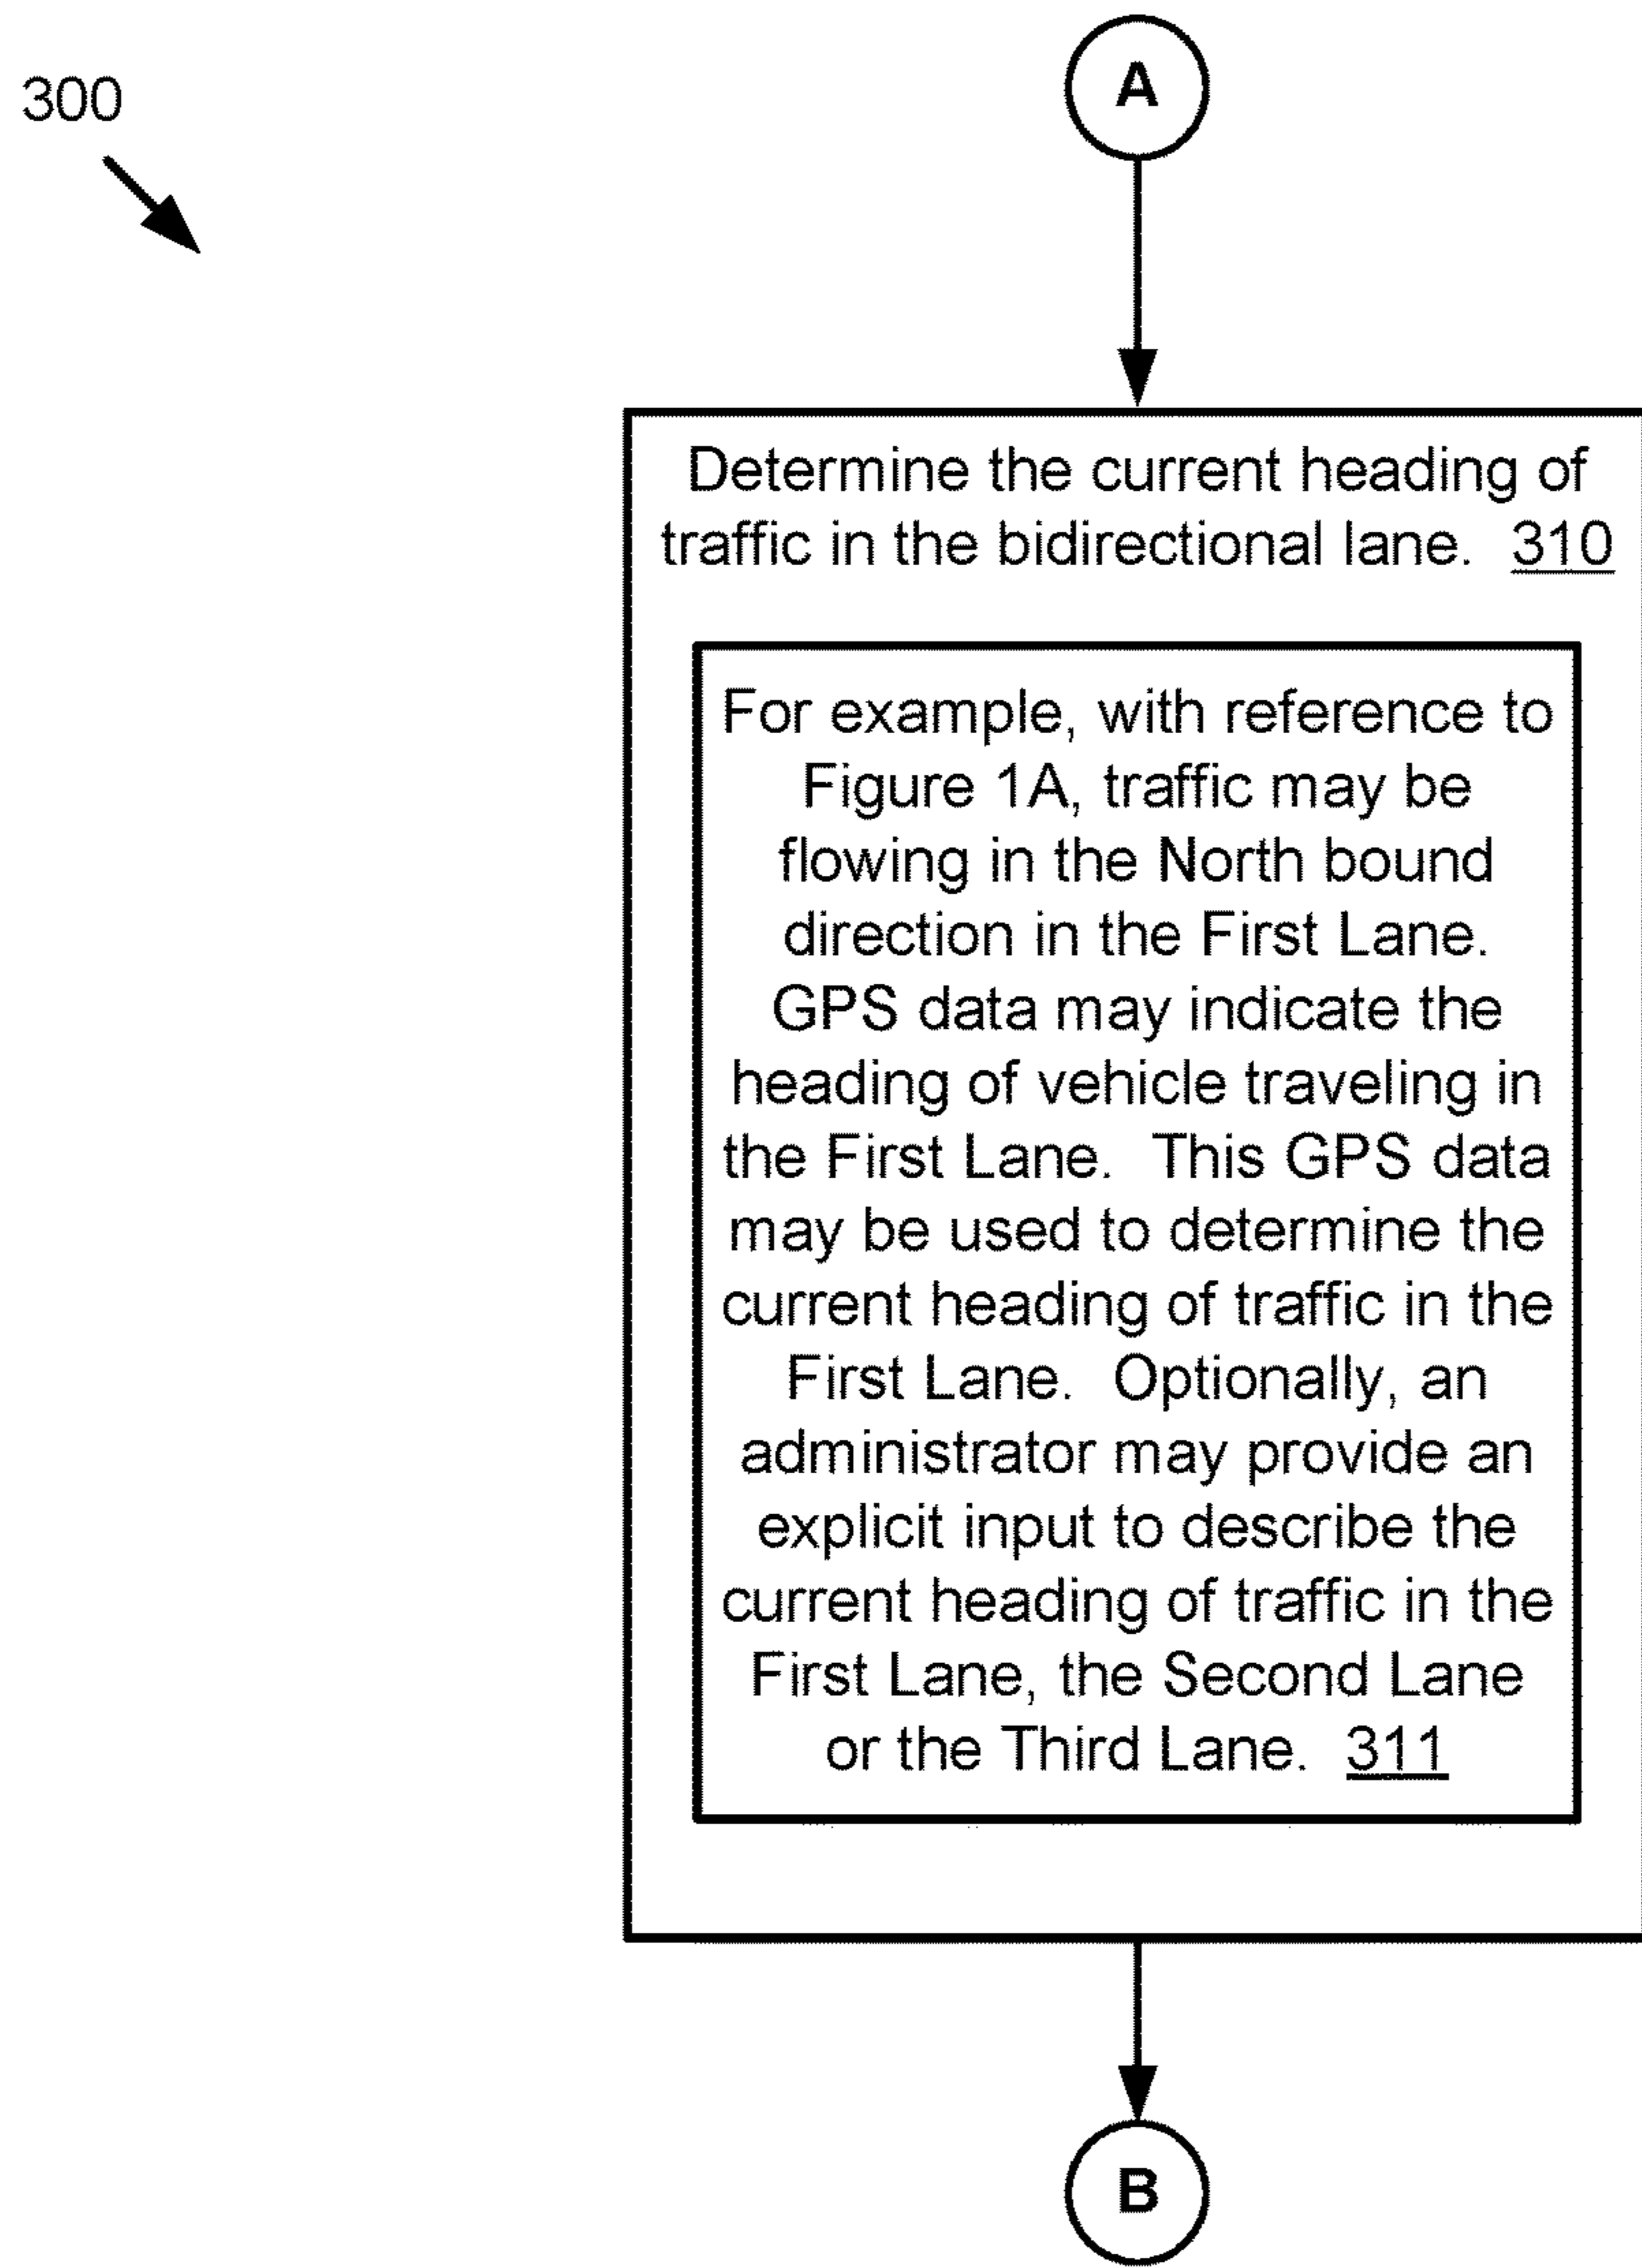 300
A
Determine the current heading of
traffic in the bidirectional lane. 310
For example, with reference to
Figure 1A, traffic may be
flowing in the North bound
direction in the First Lane.
GPS data may indicate the
heading of vehicle traveling in
the First Lane. This GPS data
may be used to determine the
current heading of traffic in the
First Lane. Optionally, an
administrator may provide an
explicit input to describe the
current heading of traffic in the
First Lane, the Second Lane
or the Third Lane. 311
B